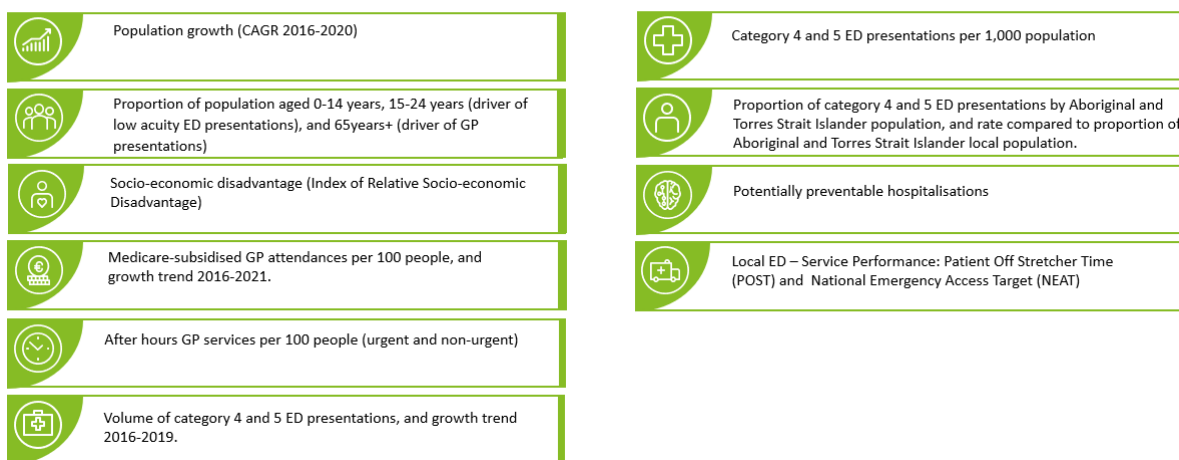 Population growth (CAGR 2016-2020)
Proportion of population aged 0-14 years, 15-24 years (driver of
low acuity ED presentations), and 65years+ (driver of GP
presentations)
Socio-economic disadvantage (Index of Relative Socio-economic
Disadvantage)
Medicare-subsidised GP attendances per 100 people, and
growth trend 2016-2021.
After hours GP services per 100 people (urgent and non-urgent)
Volume of category 4 and 5 ED presentations, and growth trend
2016-2019.
Category 4 and 5 ED presentations per 1,000 population
Proportion of category 4 and 5 ED presentations by Aboriginal and
Torres Strait Islander population, and rate compared to proportion of
Aboriginal and Torres Strait Islander local population.
Potentially preventable hospitalisations
Local ED – Service Performance: Patient Off Stretcher Time
(POST) and National Emergency Access Target (NEAT)